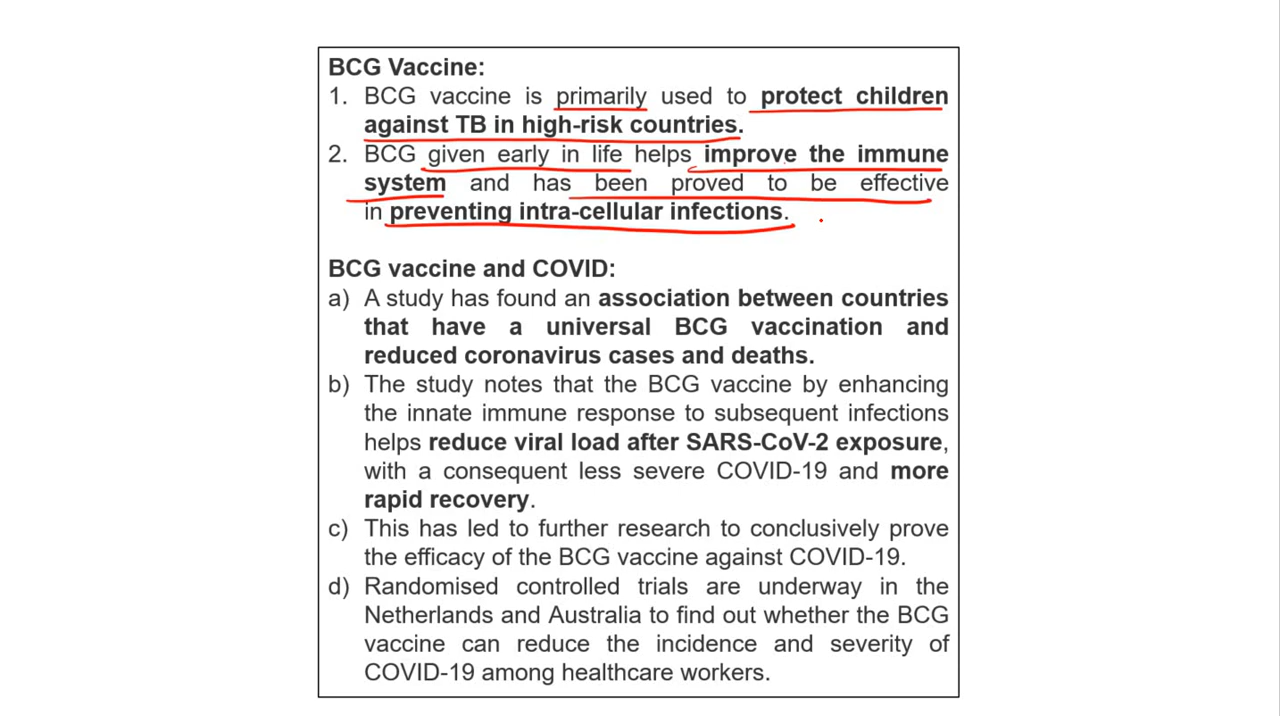 BCG Vaccine:
1. BCG vaccine is primarily used to protect children
against TB in high-risk countries.
2. BCG given early in life helps improve the immune
system and has been proved to be effective
in preventing intra-cellular infections.
BCG vaccine and COVID:
a) A study has found an association between countries
that have a universal BCG vaccination and
reduced coronavirus cases and deaths.
b) The study notes that the BCG vaccine by enhancing
the innate immune response to subsequent infections
helps reduce viral load after SARS-CoV-2 exposure,
with a consequent less severe COVID-19 and more
rapid recovery.
c) This has led to further research to conclusively prove
the efficacy of the BCG vaccine against COVID-19.
d) Randomised controlled trials are underway in the
Netherlands and Australia to find out whether the BCG
vaccine can reduce the incidence and severity of
COVID-19 among healthcare workers.